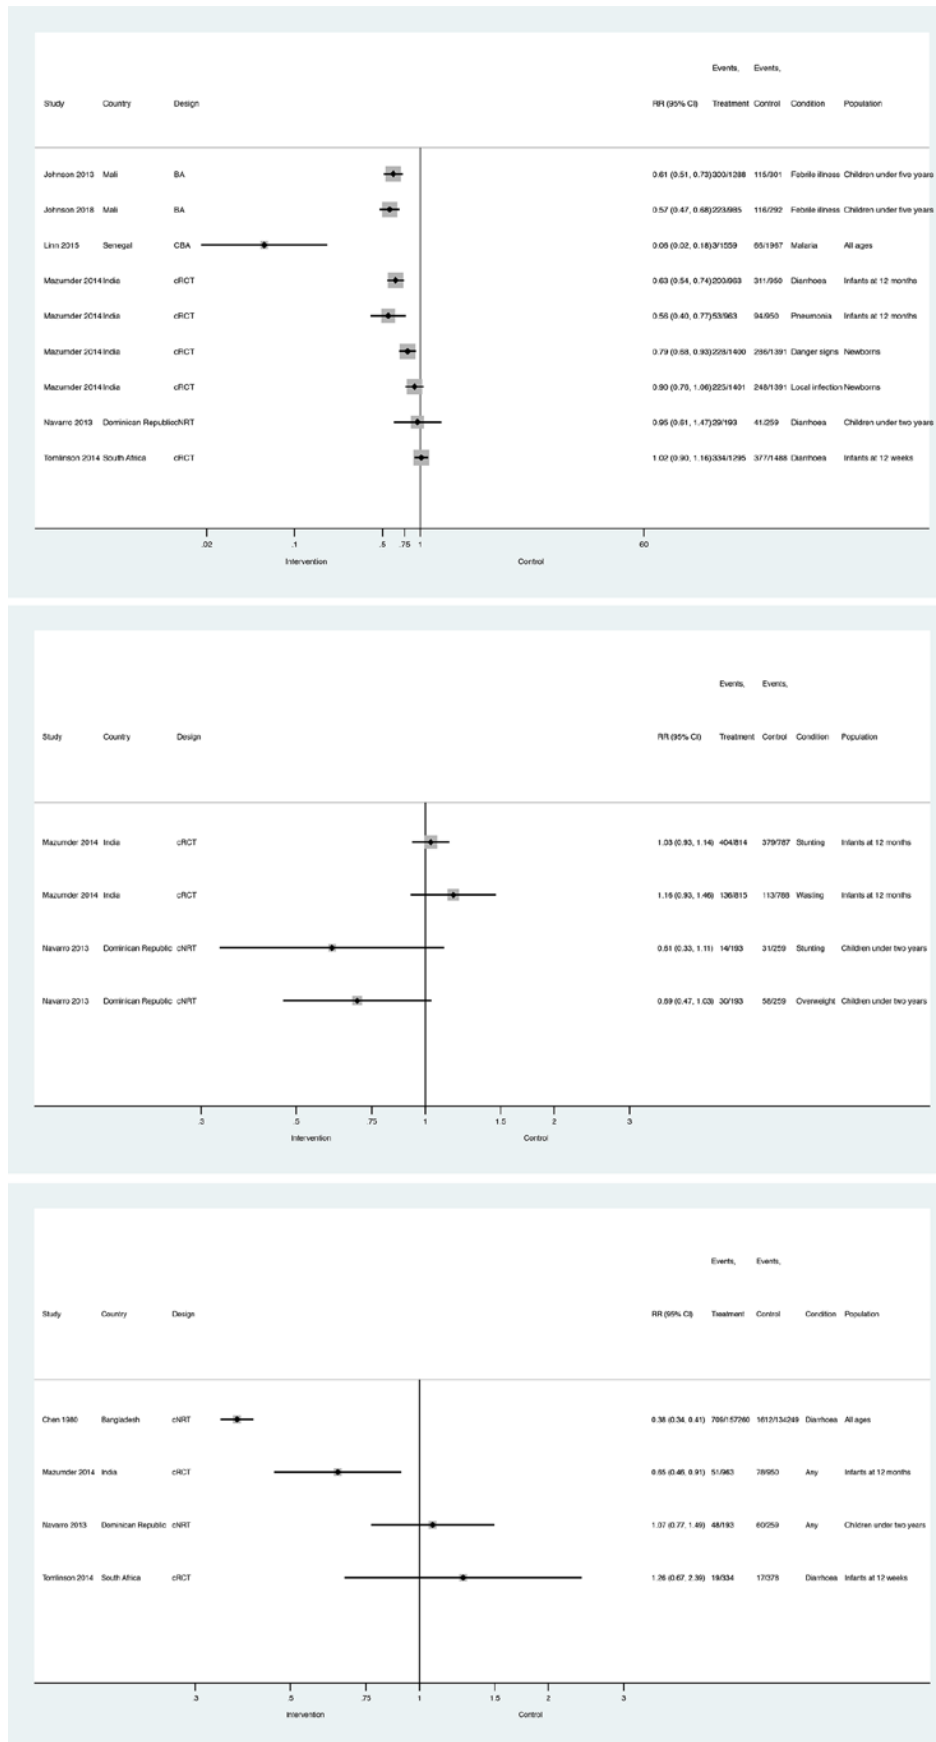 Events, Events,
Study Country Design RR (95% CI) Treatment Control Condition Population
Johnson 2013 Mali BA 0.61 (0.51, 0.73) 300/1288 115/301 Febrile illness Children under five years
Johnson 2018 Mali BA 0.57 (0.47, 0.68) 223/985 116/292 Febrile illness Children under five years
Linn 2015 Senegal CBA 0.06 (0.02, 0.18) 3/1559 65/1967 Malaria All ages
Mazumder 2014 India cRCT 0.63 (0.54, 0.74) 200/963 311/950 Diarrhoea Infants at 12 months
Mazumder 2014 India cRCT 0.56 (0.40, 0.77) 53/963 94/950 Pneumonia Infants at 12 months
Mazumder 2014 India cRCT 0.79 (0.68, 0.93) 228/1400 286/1391 Danger signs Newborns
Mazumder 2014 India cRCT 0.90 (0.76, 1.06) 225/1401 248/1391 Local infection Newborns
Navarro 2013 Dominican Republic cNRT 0.95 (0.61, 1.47) 29/193 41/259 Diarrhoea Children under two years
Tomlinson 2014 South Africa cRCT 1.02 (0.90, 1.16) 334/1295 377/1488 Diarrhoea Infants at 12 weeks
.02 .1 .5 .75 1 60
Intervention Control
Events, Events,
Study Country Design RR (95% CI) Treatment Control Condition Population
Mazumder 2014 India cRCT 1.03 (0.93, 1.14) 404/814 379/787 Stunting Infants at 12 months
Mazumder 2014 India cRCT 1.16 (0.93, 1.46) 136/815 113/788 Wasting Infants at 12 months
Navarro 2013 Dominican Republic cNRT 0.61 (0.33, 1.11) 14/193 31/259 Stunting Children under two years
Navarro 2013 Dominican Republic cNRT 0.69 (0.47, 1.03) 30/193 58/259 Overweight Children under two years
.3 .5 .75 1 1.5 2 3
Intervention Control
Events, Events,
Study Country Design RR (95% CI) Treatment Control Condition Population
Chen 1980 Bangladesh cNRT 0.38 (0.34, 0.41) 709/157260 1612/134249 Diarrhoea All ages
Mazumder 2014 India cRCT 0.65 (0.46, 0.91) 51/963 78/950 Any Infants at 12 months
Navarro 2013 Dominican Republic cNRT 1.07 (0.77, 1.49) 48/193 60/259 Any Children under two years
Tomlinson 2014 South Africa cRCT 1.26 (0.67, 2.39) 19/334 17/378 Diarrhoea Infants at 12 weeks
.3 .5 .75 1 1.5 2 3
Intervention Control